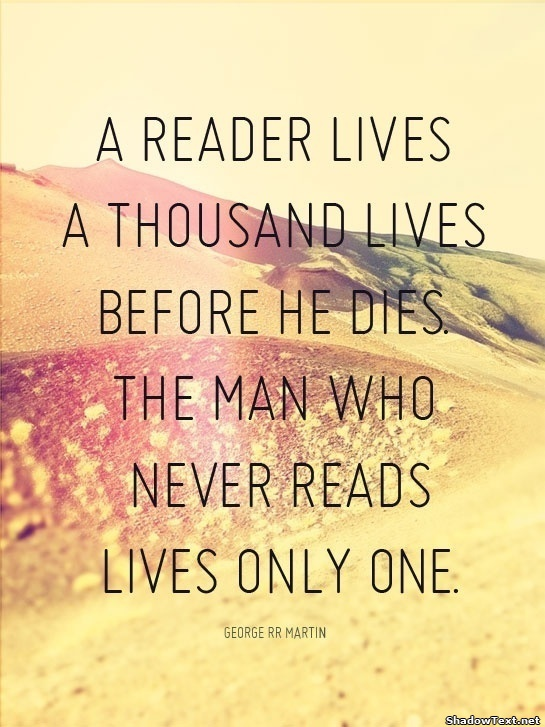 A READER LIVES
A THOUSAND LIVES
BEFORE HE DIES.
THE MAN WHO
NEVER READS
LIVES ONLY ONE.
GEORGE RR MARTIN
ShadowText.net